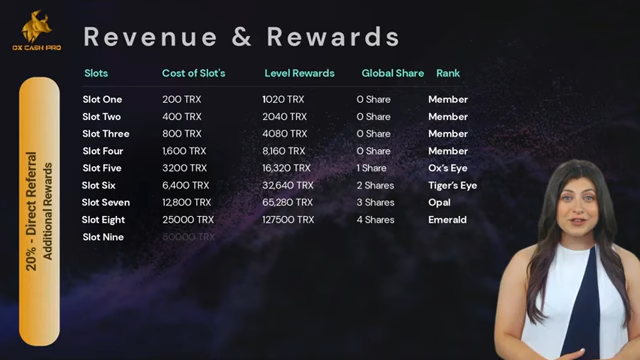 OX CASH PRO
Revenue & Rewards
Slots Cost of Slot's Level Rewards Global Share Rank
Slot One 200 TRX 1020 TRX 0 Share Member
Slot Two 400 TRX 2040 TRX 0 Share Member
Slot Three 800 TRX 4080 TRX 0 Share Member
Slot Four 1,600 TRX 8,160 TRX 0 Share Member
Slot Five 3200 TRX 16,320 TRX 1 Share Ox's Eye
Slot Six 6,400 TRX 32,640 TRX 2 Shares Tiger's Eye
Slot Seven 12,800 TRX 65,280 TRX 3 Shares Opal
Slot Eight 25000 TRX 127500 TRX 4 Shares Emerald
Slot Nine 50000 TRX
20% - Direct Referral
Additional Rewards